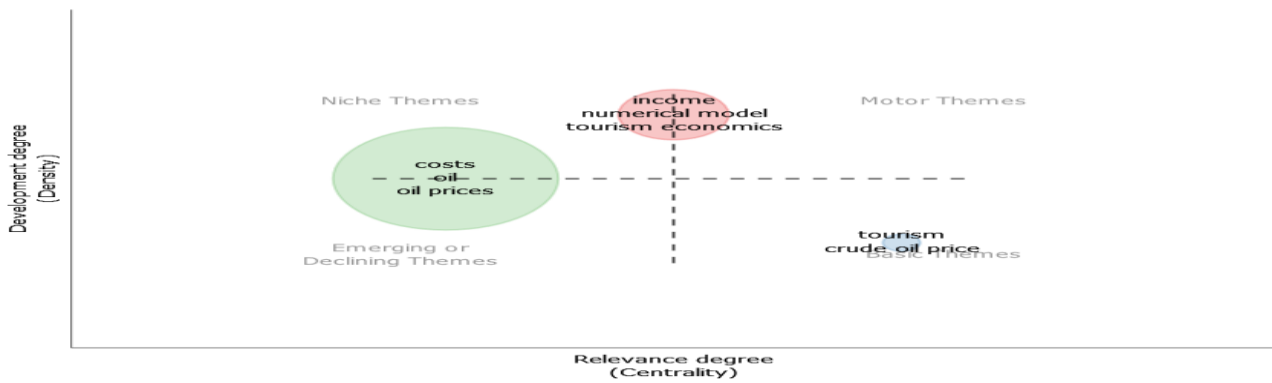 Niche Themes
income
numerical model
tourism economics
Motor Themes
costs
oil
oil prices
Emerging or
Declining Themes
tourism
crude oil price
Basic Themes
Development degree
(Density)
Relevance degree
(Centrality)